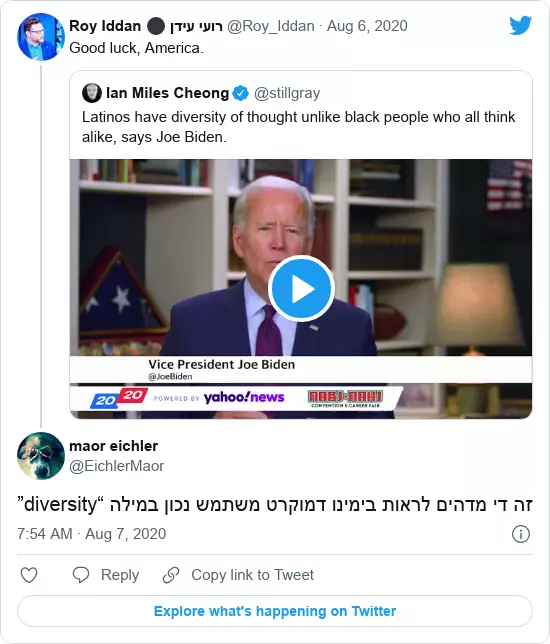 Roy Iddan ⚫ רועי עידן @Roy_Iddan · Aug 6, 2020
Good luck, America.
Ian Miles Cheong @stillgray
Latinos have diversity of thought unlike black people who all think
alike, says Joe Biden.
Vice President Joe Biden
@JoeBiden
2020 POWERED BY yahoo!news NABJ-NAHJ
CONVENTION & CAREER FAIR
maor eichler
@EichlerMaor
זה די מדהים לראות בימינו דמוקרט משתמש נכון במילה “diversity”
7:54 AM · Aug 7, 2020
Reply Copy link to Tweet
Explore what's happening on Twitter